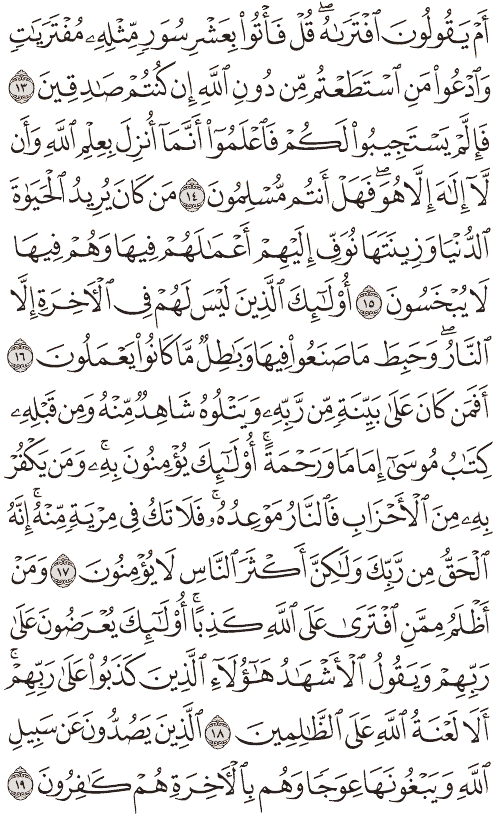 أَمۡ يَقُولُونَ ٱفۡتَرَىٰهُۖ قُلۡ فَأۡتُواْ بِعَشۡرِ سُوَرٖ مِّثۡلِهِۦ مُفۡتَرَيَٰتٖ
وَٱدۡعُواْ مَنِ ٱسۡتَطَعۡتُم مِّن دُونِ ٱللَّهِ إِن كُنتُمۡ صَٰدِقِينَ ١٣
فَإِلَّمۡ يَسۡتَجِيبُواْ لَكُمۡ فَٱعۡلَمُوٓاْ أَنَّمَآ أُنزِلَ بِعِلۡمِ ٱللَّهِ وَأَن
لَّآ إِلَٰهَ إِلَّا هُوَۖ فَهَلۡ أَنتُم مُّسۡلِمُونَ ١٤ مَن كَانَ يُرِيدُ ٱلۡحَيَوٰةَ
ٱلدُّنۡيَا وَزِينَتَهَا نُوَفِّ إِلَيۡهِمۡ أَعۡمَٰلَهُمۡ فِيهَا وَهُمۡ فِيهَا
لَا يُبۡخَسُونَ ١٥ أُوْلَٰٓئِكَ ٱلَّذِينَ لَيۡسَ لَهُمۡ فِي ٱلۡأٓخِرَةِ إِلَّا
ٱلنَّارُۖ وَحَبِطَ مَا صَنَعُواْ فِيهَا وَبَٰطِلٞ مَّا كَانُواْ يَعۡمَلُونَ ١٦
أَفَمَن كَانَ عَلَىٰ بَيِّنَةٖ مِّن رَّبِّهِۦ وَيَتۡلُوهُ شَاهِدٞ مِّنۡهُ وَمِن قَبۡلِهِۦ
كِتَٰبُ مُوسَىٰٓ إِمَامٗا وَرَحۡمَةًۚ أُوْلَٰٓئِكَ يُؤۡمِنُونَ بِهِۦۚ وَمَن يَكۡفُرۡ
بِهِۦ مِنَ ٱلۡأَحۡزَابِ فَٱلنَّارُ مَوۡعِدُهُۥۚ فَلَا تَكُ فِي مِرۡيَةٖ مِّنۡهُۚ إِنَّهُ
ٱلۡحَقُّ مِن رَّبِّكَ وَلَٰكِنَّ أَكۡثَرَ ٱلنَّاسِ لَا يُؤۡمِنُونَ ١٧ وَمَنۡ
أَظۡلَمُ مِمَّنِ ٱفۡتَرَىٰ عَلَى ٱللَّهِ كَذِبًاۚ أُوْلَٰٓئِكَ يُعۡرَضُونَ عَلَىٰ
رَبِّهِمۡ وَيَقُولُ ٱلۡأَشۡهَٰدُ هَٰٓؤُلَآءِ ٱلَّذِينَ كَذَبُواْ عَلَىٰ رَبِّهِمۡۚ
أَلَا لَعۡنَةُ ٱللَّهِ عَلَى ٱلظَّٰلِمِينَ ١٨ ٱلَّذِينَ يَصُدُّونَ عَن سَبِيلِ
ٱللَّهِ وَيَبۡغُونَهَا عِوَجٗا وَهُم بِٱلۡأٓخِرَةِ هُمۡ كَٰفِرُونَ ١٩